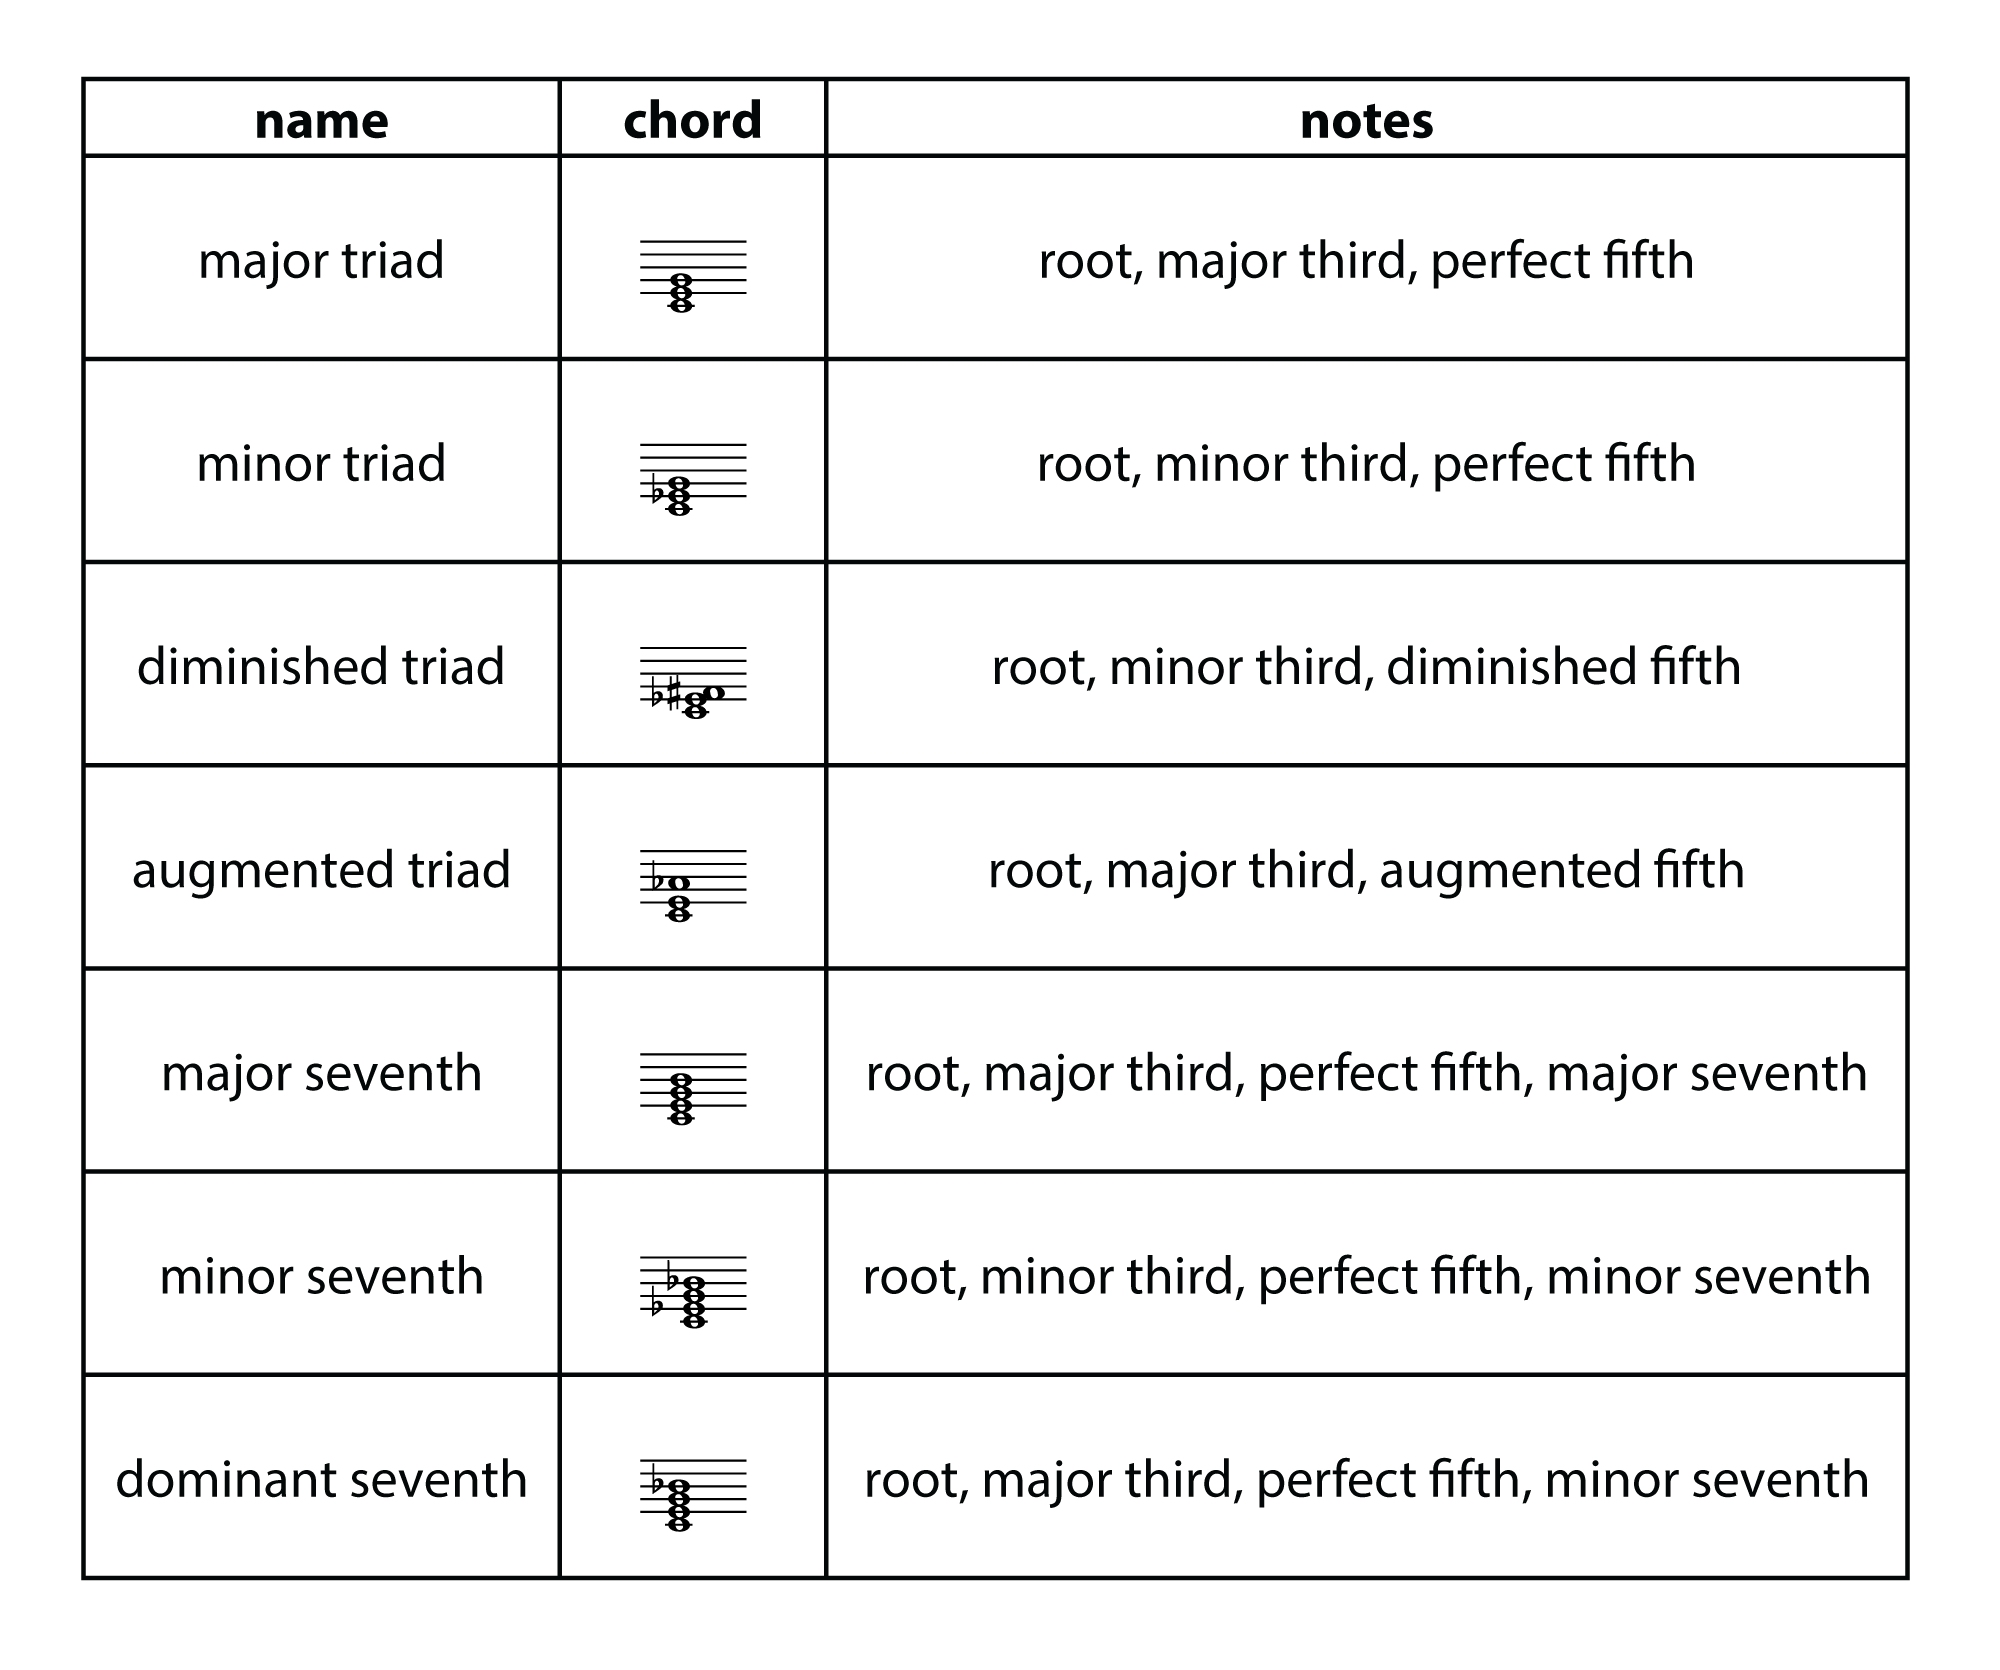 name chord notes
major triad root, major third, perfect fifth
minor triad root, minor third, perfect fifth
diminished triad root, minor third, diminished fifth
augmented triad root, major third, augmented fifth
major seventh root, major third, perfect fifth, major seventh
minor seventh root, minor third, perfect fifth, minor seventh
dominant seventh root, major third, perfect fifth, minor seventh